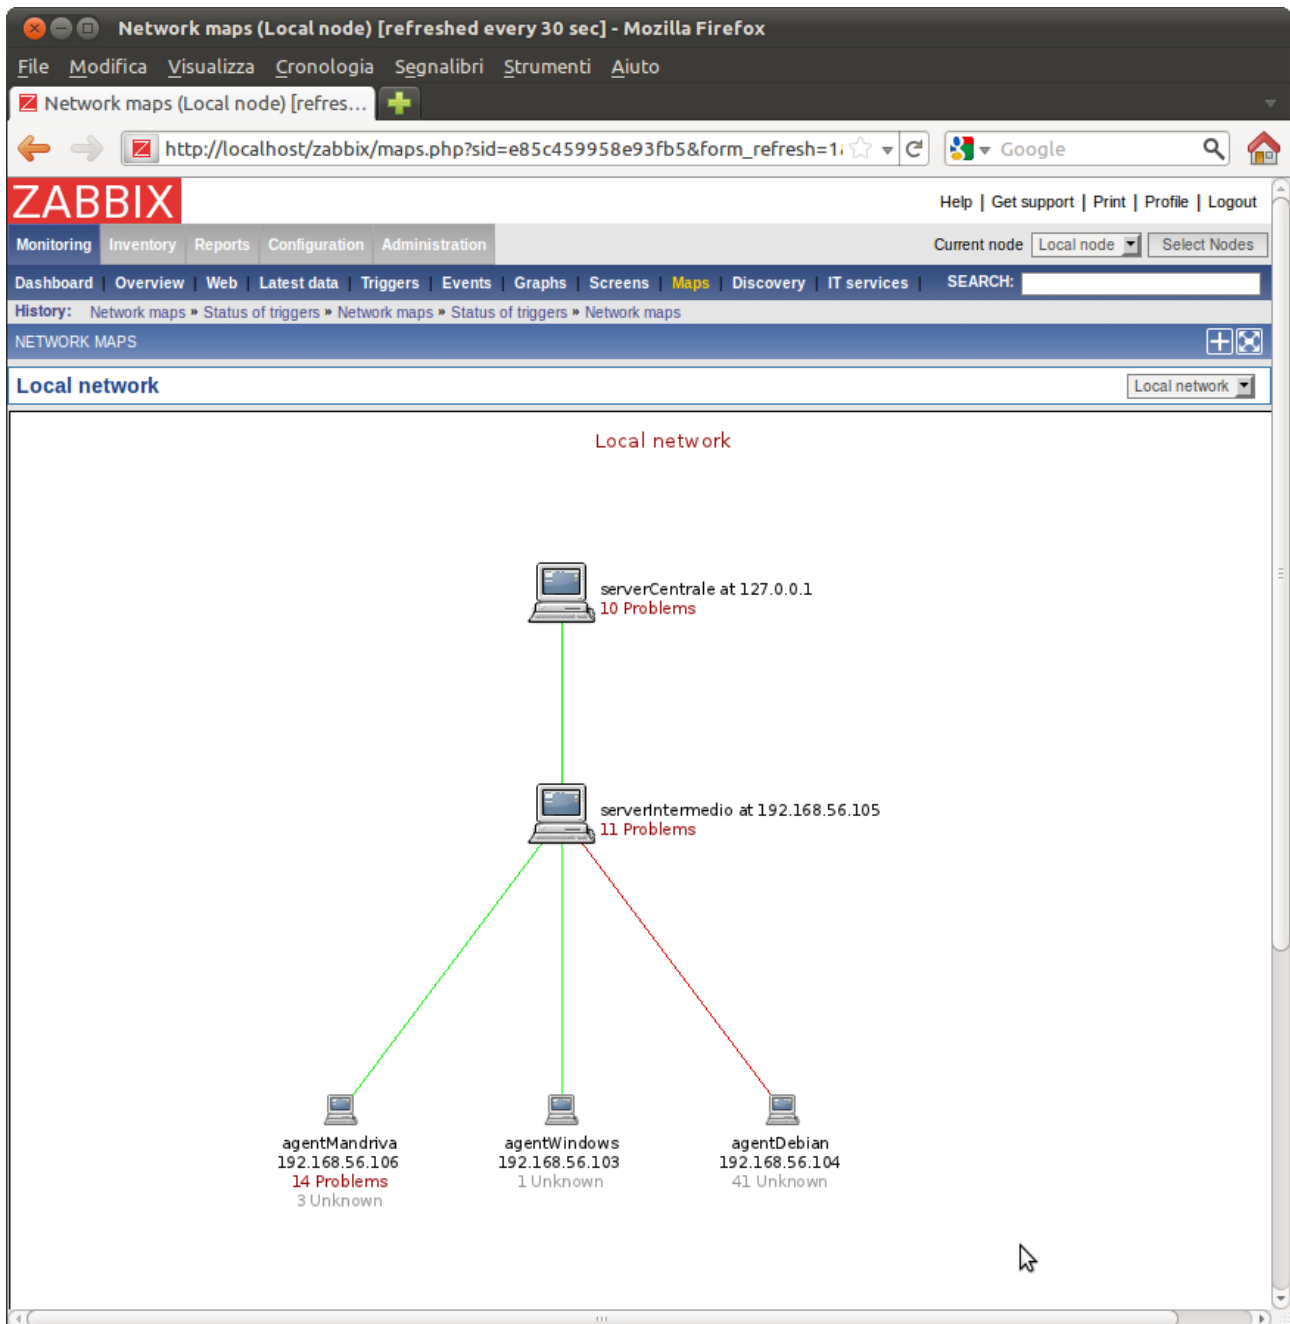 Network maps (Local node) [refreshed every 30 sec] - Mozilla Firefox
File Modifica Visualizza Cronologia Segnalibri Strumenti Aiuto
Network maps (Local node) [refres...
http://localhost/zabbix/maps.php?sid=e85c459958e93fb5&form_refresh=1
Google
ZABBIX
Help | Get support | Print | Profile | Logout
Monitoring Inventory Reports Configuration Administration
Current node Local node Select Nodes
Dashboard | Overview | Web | Latest data | Triggers | Events | Graphs | Screens | Maps | Discovery | IT services | SEARCH:
History: Network maps » Status of triggers » Network maps » Status of triggers » Network maps
NETWORK MAPS
Local network
Local network
Local network
serverCentrale at 127.0.0.1
10 Problems
serverIntermedio at 192.168.56.105
11 Problems
agentMandriva
192.168.56.106
14 Problems
3 Unknown
agentWindows
192.168.56.103
1 Unknown
agentDebian
192.168.56.104
41 Unknown